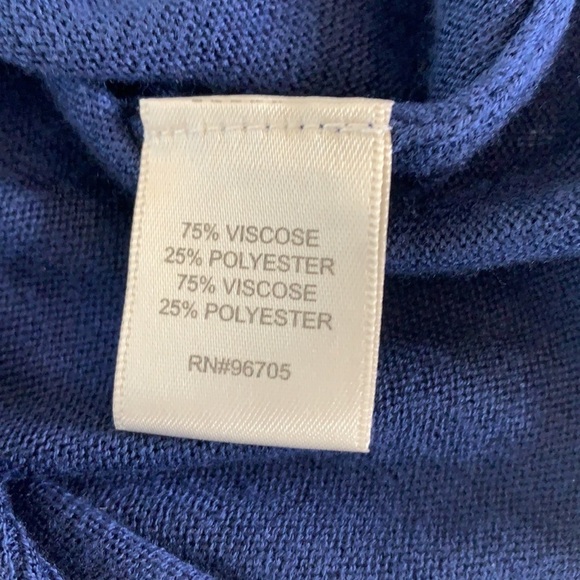 75% VISCOSE
25% POLYESTER
75% VISCOSE
25% POLYESTER
RN#96705